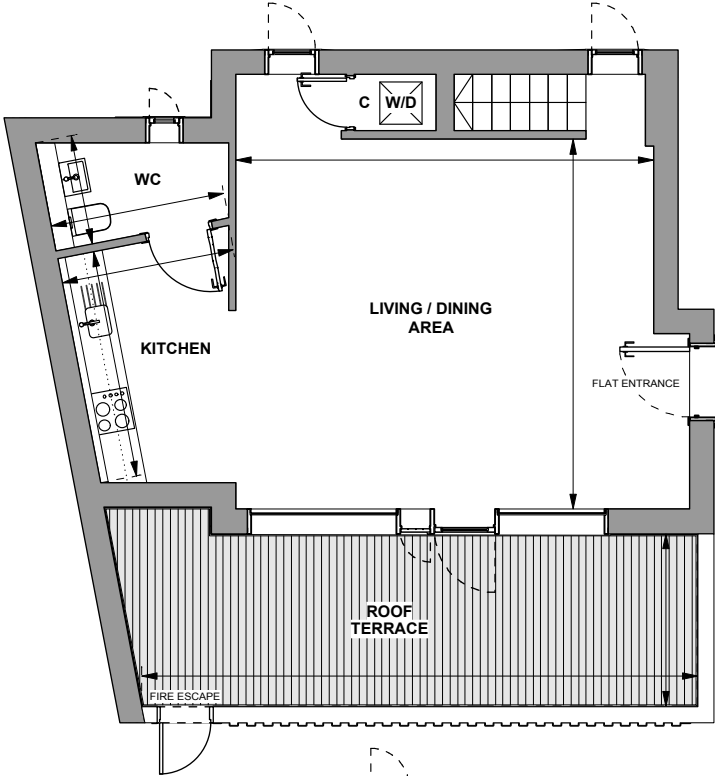 C
W/D
WC
LIVING / DINING
AREA
KITCHEN
FLAT ENTRANCE
ROOF
TERRACE
FIRE ESCAPE